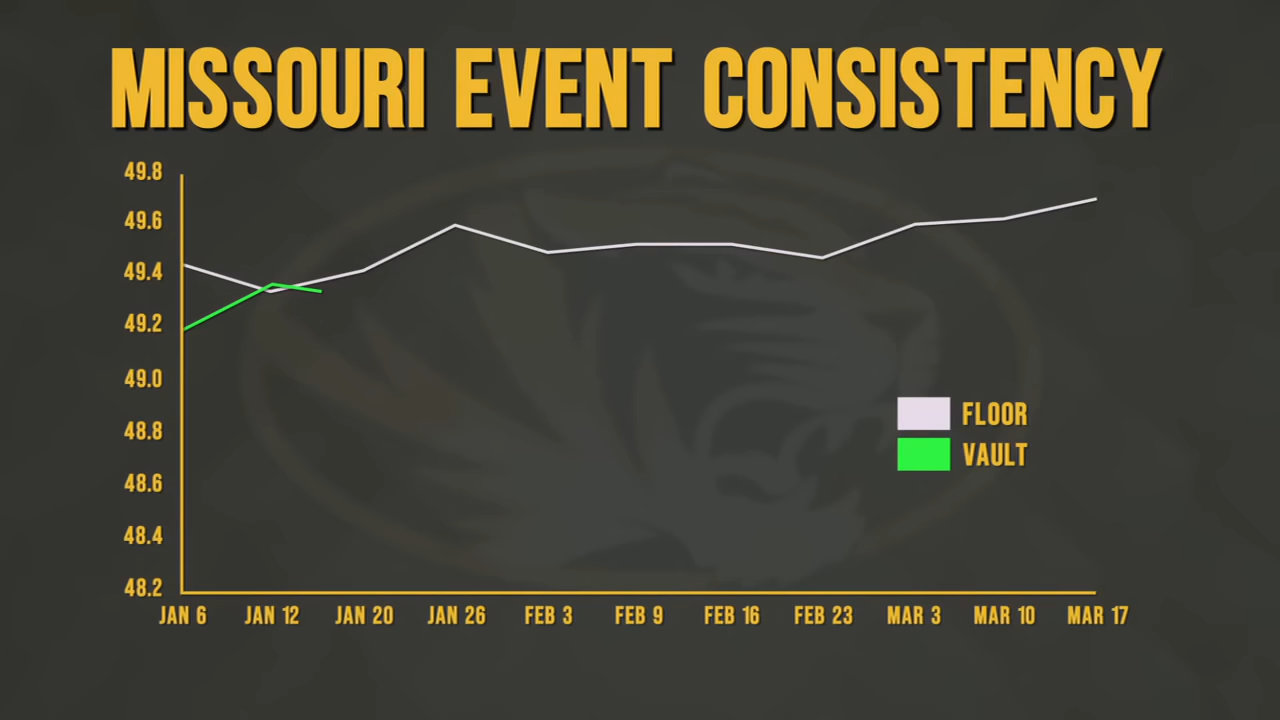 MISSOURI EVENT CONSISTENCY
49.8
49.6
49.4
49.2
49.0
48.8
48.6
48.4
48.2
FLOOR
VAULT
JAN 6 JAN 12 JAN 20 JAN 26 FEB 3 FEB 9 FEB 16 FEB 23 MAR 3 MAR 10 MAR 17